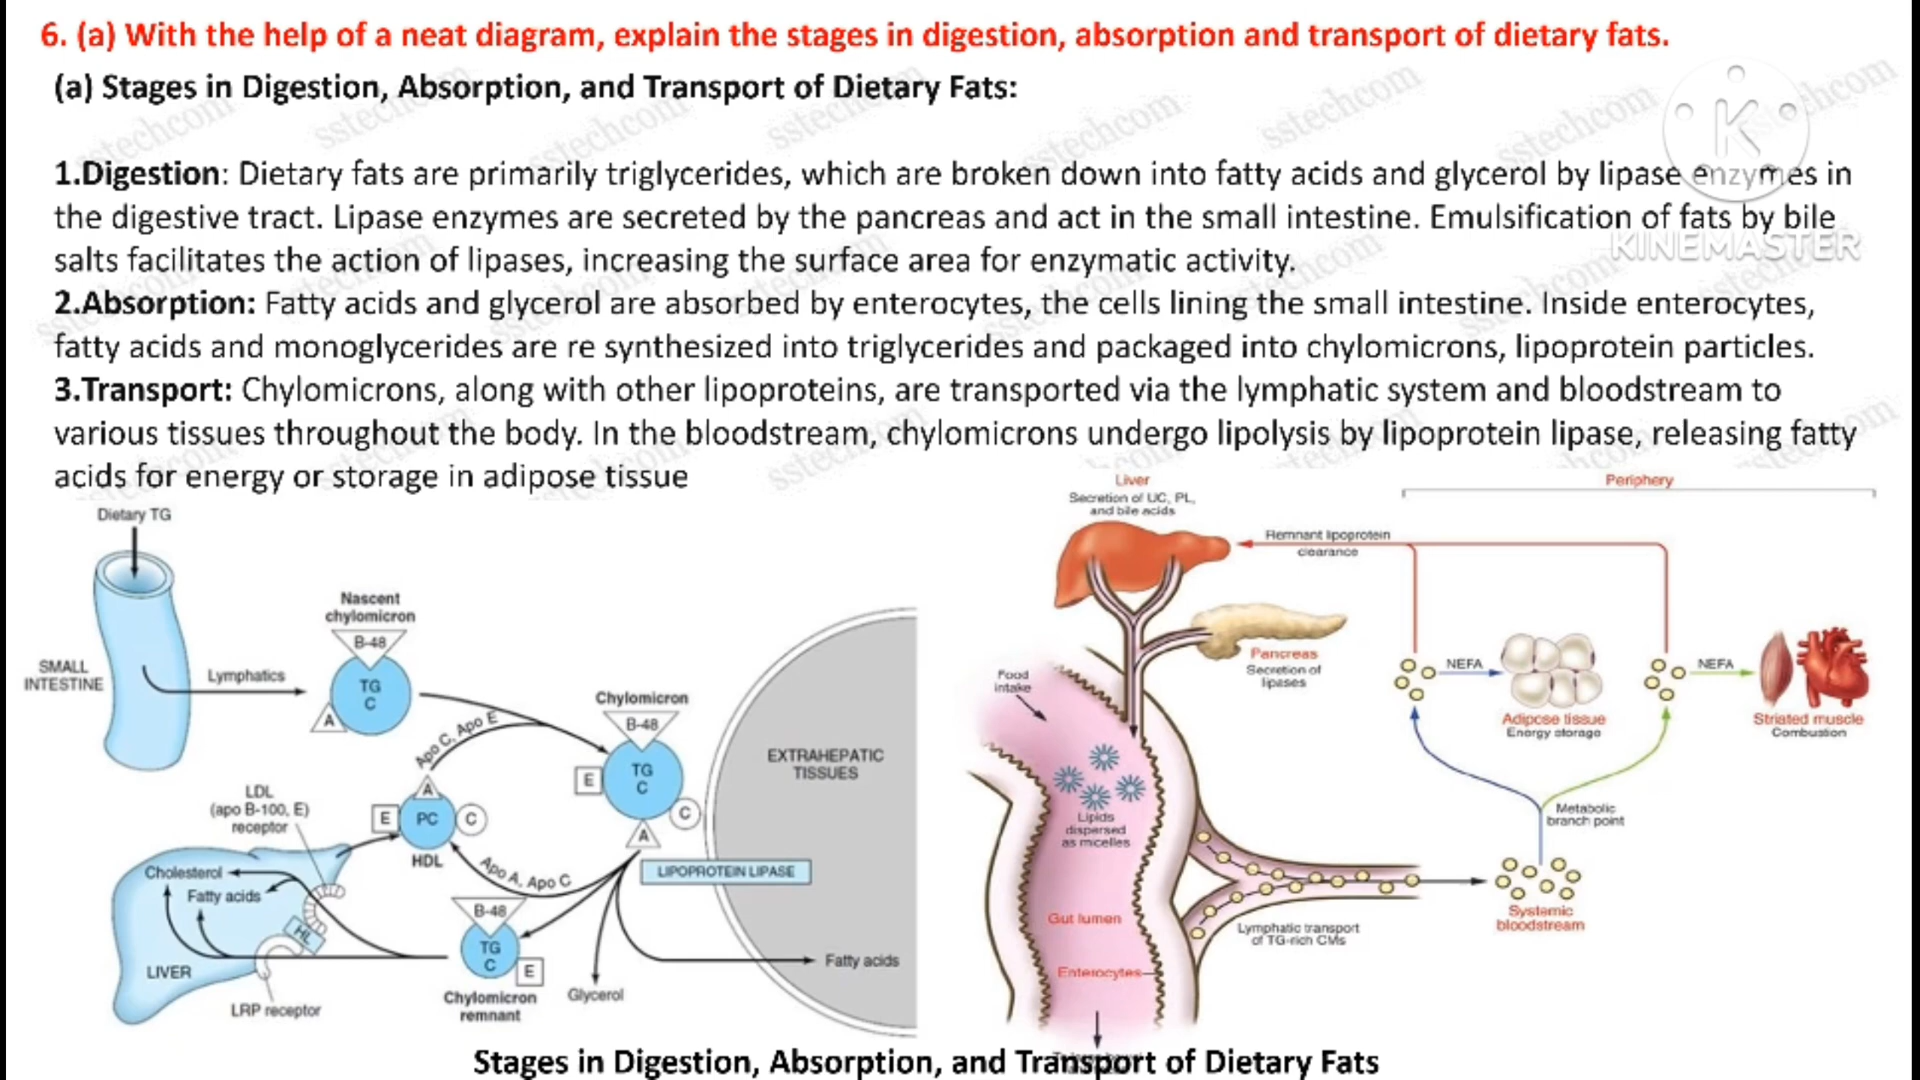 6. (a) With the help of a neat diagram, explain the stages in digestion, absorption and transport of dietary fats.
(a) Stages in Digestion, Absorption, and Transport of Dietary Fats:
1.Digestion: Dietary fats are primarily triglycerides, which are broken down into fatty acids and glycerol by lipase enzymes in
the digestive tract. Lipase enzymes are secreted by the pancreas and act in the small intestine. Emulsification of fats by bile
salts facilitates the action of lipases, increasing the surface area for enzymatic activity.
2.Absorption: Fatty acids and glycerol are absorbed by enterocytes, the cells lining the small intestine. Inside enterocytes,
fatty acids and monoglycerides are re synthesized into triglycerides and packaged into chylomicrons, lipoprotein particles.
3.Transport: Chylomicrons, along with other lipoproteins, are transported via the lymphatic system and bloodstream to
various tissues throughout the body. In the bloodstream, chylomicrons undergo lipolysis by lipoprotein lipase, releasing fatty
acids for energy or storage in adipose tissue
K
KINEMASTER
sstechcom
Dietary TG
SMALL
INTESTINE
Lymphatics
Nascent
chylomicron
B-48
TG
C
A
Apo C, Apo E
Chylomicron
B-48
TG
C
E
C
A
EXTRAHEPATIC
TISSUES
LIPOPROTEIN LIPASE
LDL
(apo B-100, E)
receptor
A
E
PC
C
HDL
Apo A, Apo C
Cholesterol
Fatty acids
HL
LIVER
LRP receptor
B-48
TG
C
E
Chylomicron
remnant
Glycerol
Fatty acids
Liver
Secretion of UC, PL,
and bile acids
Periphery
Remnant lipoprotein
clearance
Pancreas
Secretion of
lipases
Food
intake
NEFA
Adipose tissue
Energy storage
NEFA
Striated muscle
Combustion
Lipids
dispersed
as micelles
Metabolic
branch point
Gut lumen
Enterocytes
Lymphatic transport
of TG-rich CMs
Systemic
bloodstream
Stages in Digestion, Absorption, and Transport of Dietary Fats